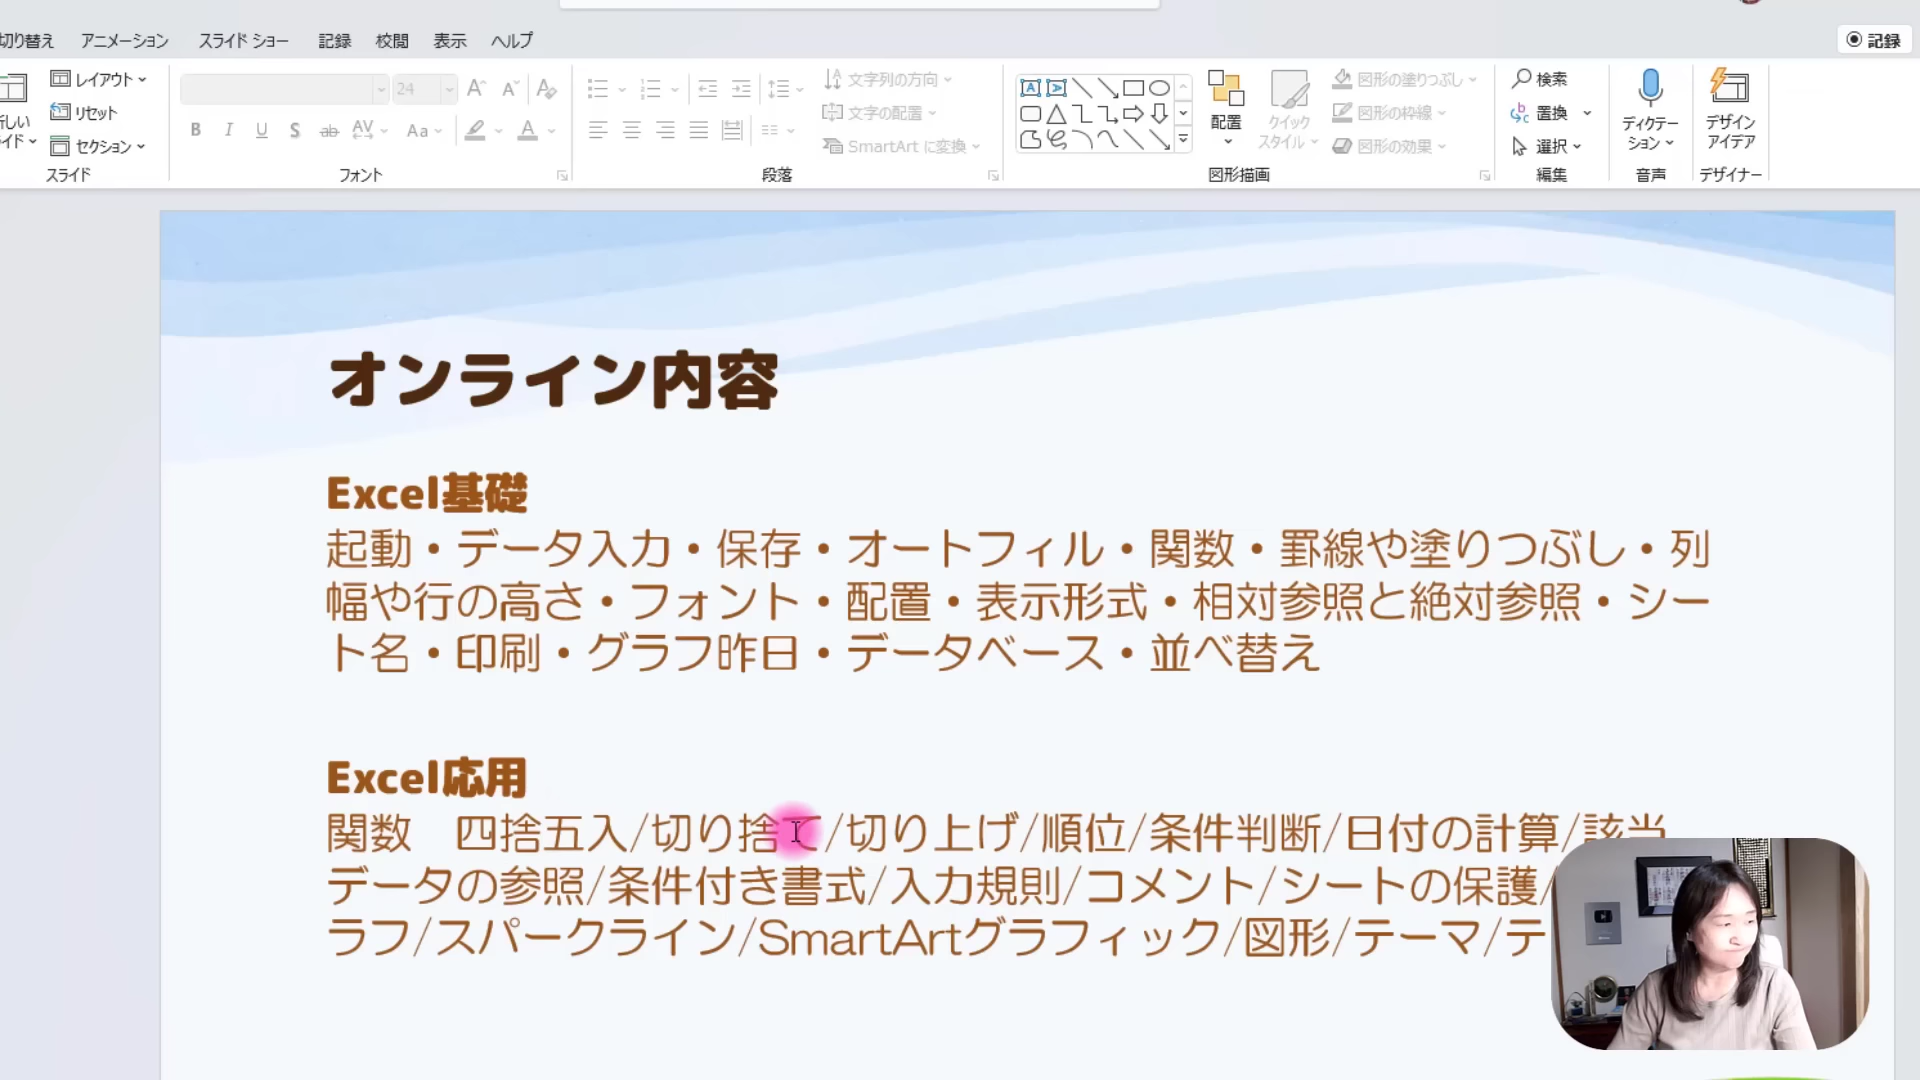 切り替え アニメーション スライド ショー 記録 校閲 表示 ヘルプ 記録
レイアウト
リセット
セクション
スライド
24
B I U S ab AV Aa A
フォント
文字列の方向
文字の配置
SmartArt に変換
段落
配置
クイック
スタイル
図形の塗りつぶし
図形の枠線
図形の効果
図形描画
検索
置換
選択
編集
ディクテー
ション
音声
デザイン
アイデア
デザイナー
オンライン内容
Excel基礎
起動・データ入力・保存・オートフィル・関数・罫線や塗りつぶし・列
幅や行の高さ・フォント・配置・表示形式・相対参照と絶対参照・シー
ト名・印刷・グラフ昨日・データベース・並べ替え
Excel応用
関数 四捨五入/切り捨て/切り上げ/順位/条件判断/日付の計算/該当
データの参照/条件付き書式/入力規則/コメント/シートの保護/
ラフ/スパークライン/SmartArtグラフィック/図形/テーマ/テ